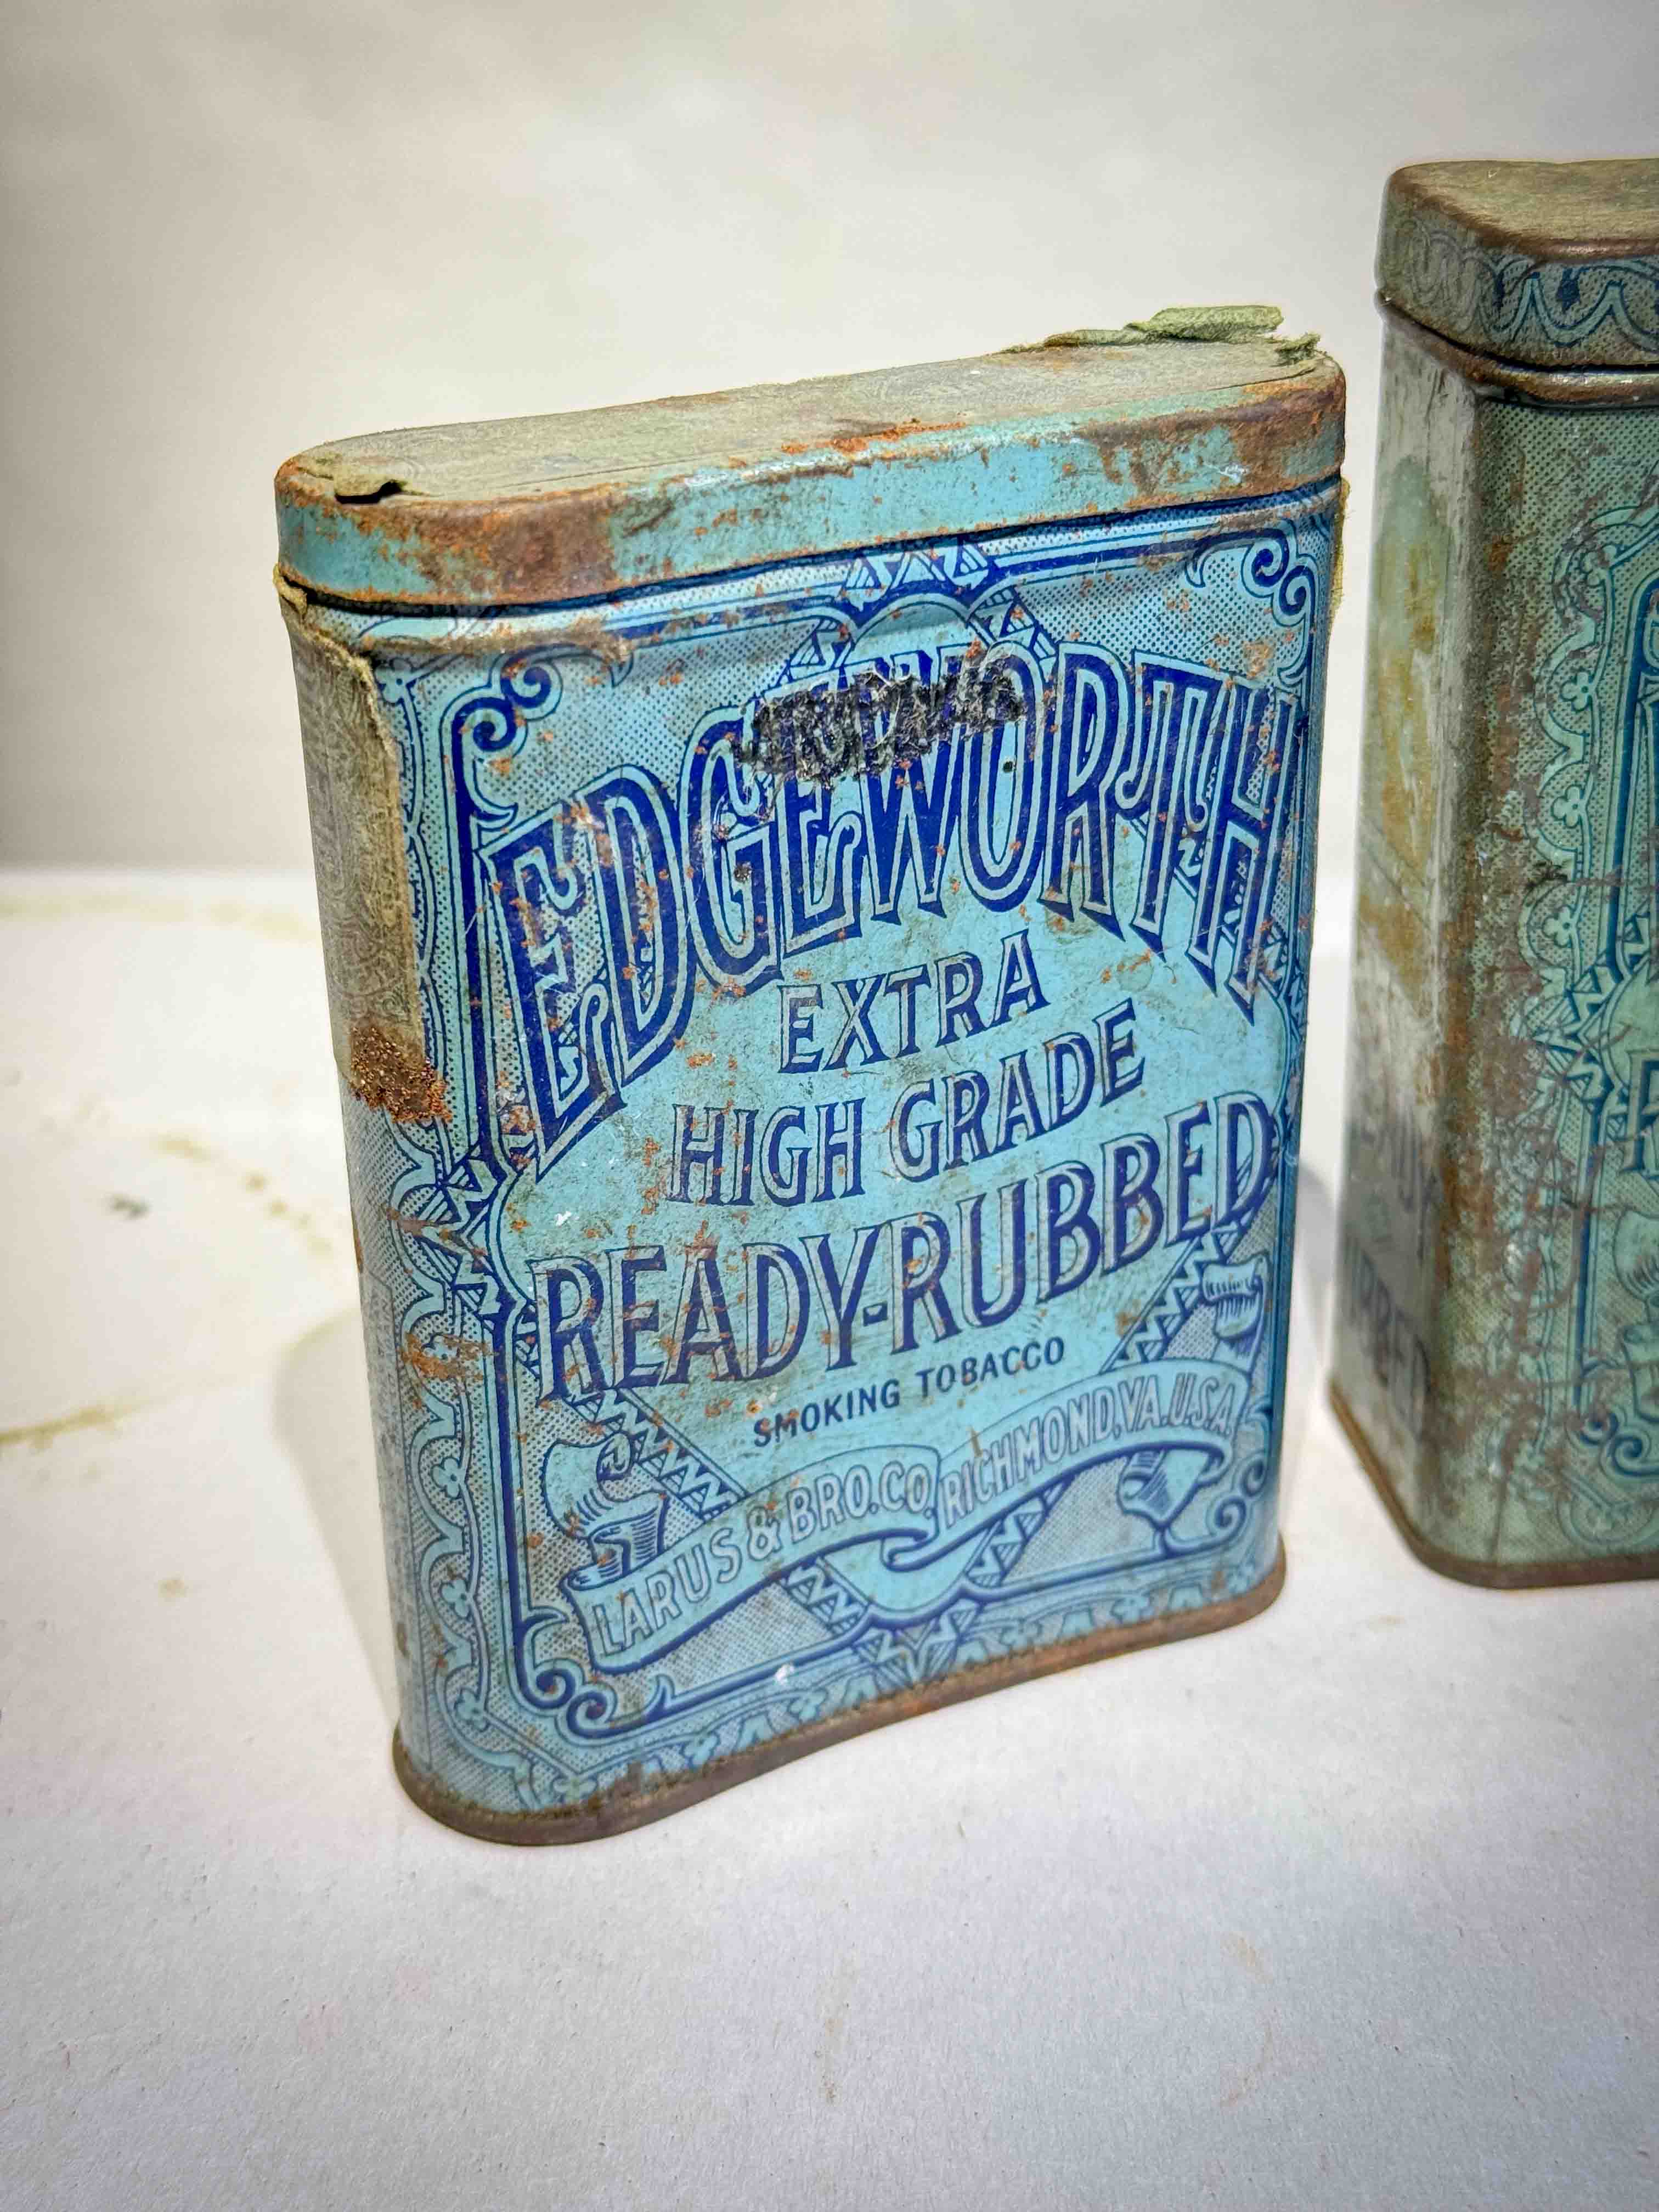 EDGEWORTH
EXTRA
HIGH GRADE
READY-RUBBED
SMOKING TOBACCO
LARUS & BRO.CO. RICHMOND,VA.U.S.A.